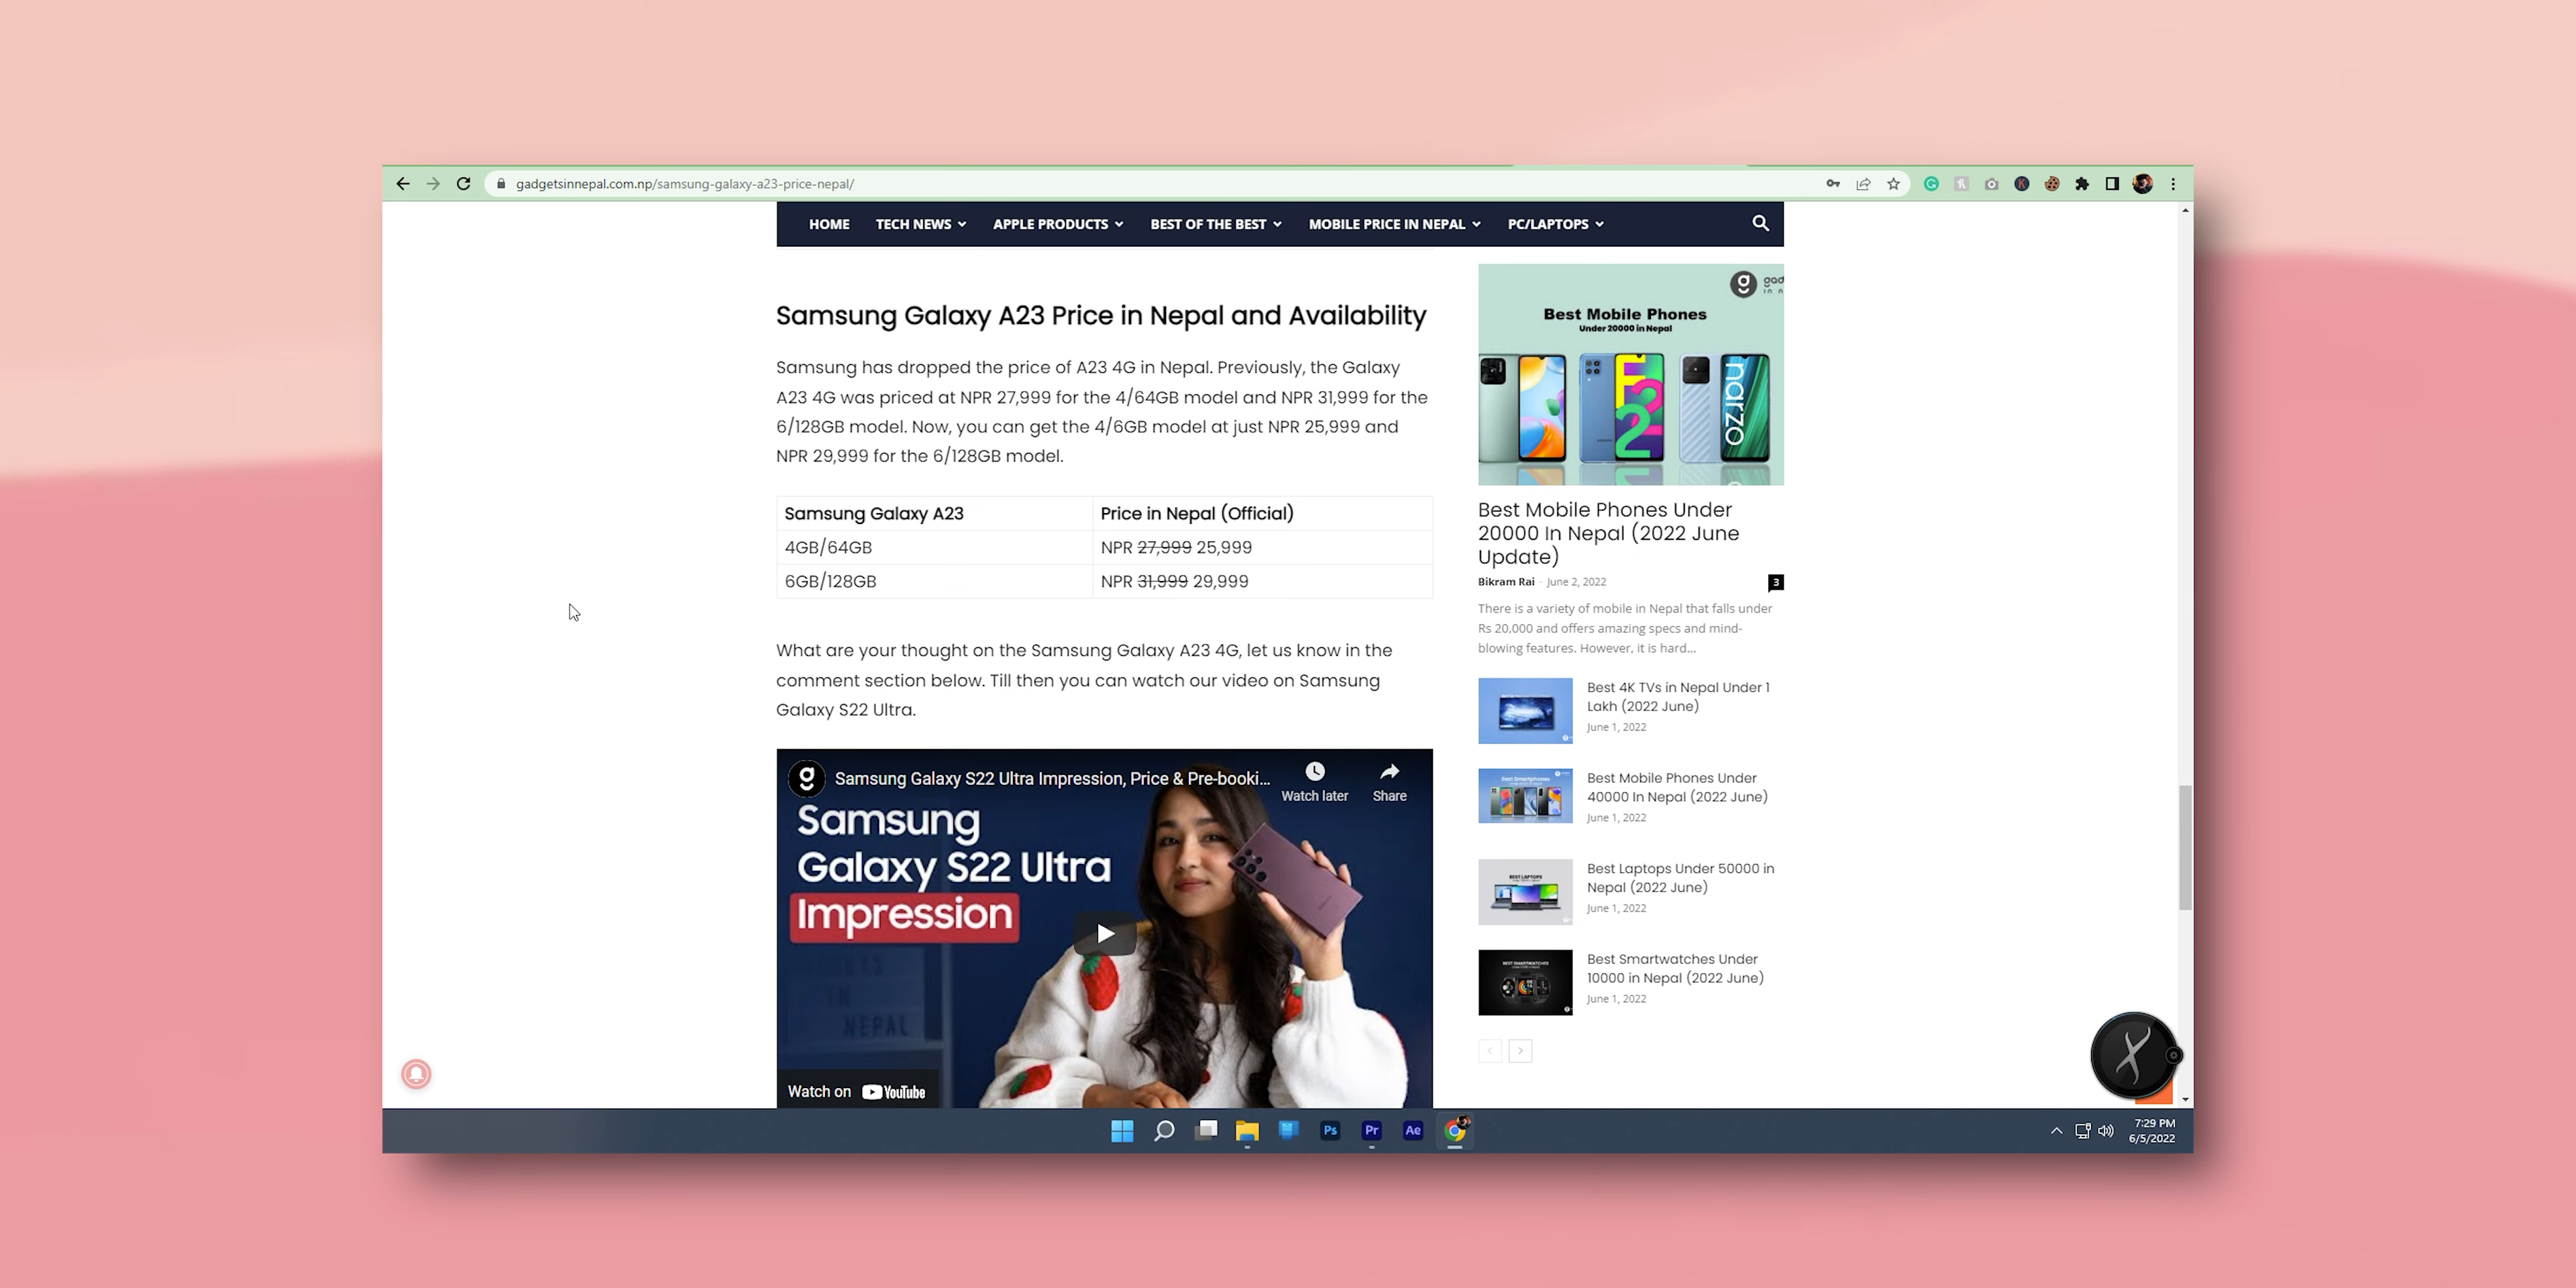 gadgetsinnepal.com.np/samsung-galaxy-a23-price-nepal/
HOME TECH NEWS APPLE PRODUCTS BEST OF THE BEST MOBILE PRICE IN NEPAL PC/LAPTOPS
Samsung Galaxy A23 Price in Nepal and Availability
Samsung has dropped the price of A23 4G in Nepal. Previously, the Galaxy
A23 4G was priced at NPR 27,999 for the 4/64GB model and NPR 31,999 for the
6/128GB model. Now, you can get the 4/6GB model at just NPR 25,999 and
NPR 29,999 for the 6/128GB model.
Samsung Galaxy A23 Price in Nepal (Official)
4GB/64GB NPR 27,999 25,999
6GB/128GB NPR 31,999 29,999
What are your thought on the Samsung Galaxy A23 4G, let us know in the
comment section below. Till then you can watch our video on Samsung
Galaxy S22 Ultra.
Samsung Galaxy S22 Ultra Impression, Price & Pre-booki...
Watch later Share
Samsung
Galaxy S22 Ultra
Impression
IN
NEPAL
Watch on YouTube
g gad
Best Mobile Phones
Under 20000 in Nepal
narzo
Best Mobile Phones Under
20000 In Nepal (2022 June
Update)
Bikram Rai - June 2, 2022 3
There is a variety of mobile in Nepal that falls under
Rs 20,000 and offers amazing specs and mind-
blowing features. However, it is hard...
Best 4K TVs in Nepal Under 1
Lakh (2022 June)
June 1, 2022
Best Smartphones
Best Mobile Phones Under
40000 In Nepal (2022 June)
June 1, 2022
BEST LAPTOPS
Best Laptops Under 50000 in
Nepal (2022 June)
June 1, 2022
BEST SMARTWATCHES
Best Smartwatches Under
10000 in Nepal (2022 June)
June 1, 2022
Ps Pr Ae
7:29 PM
6/5/2022